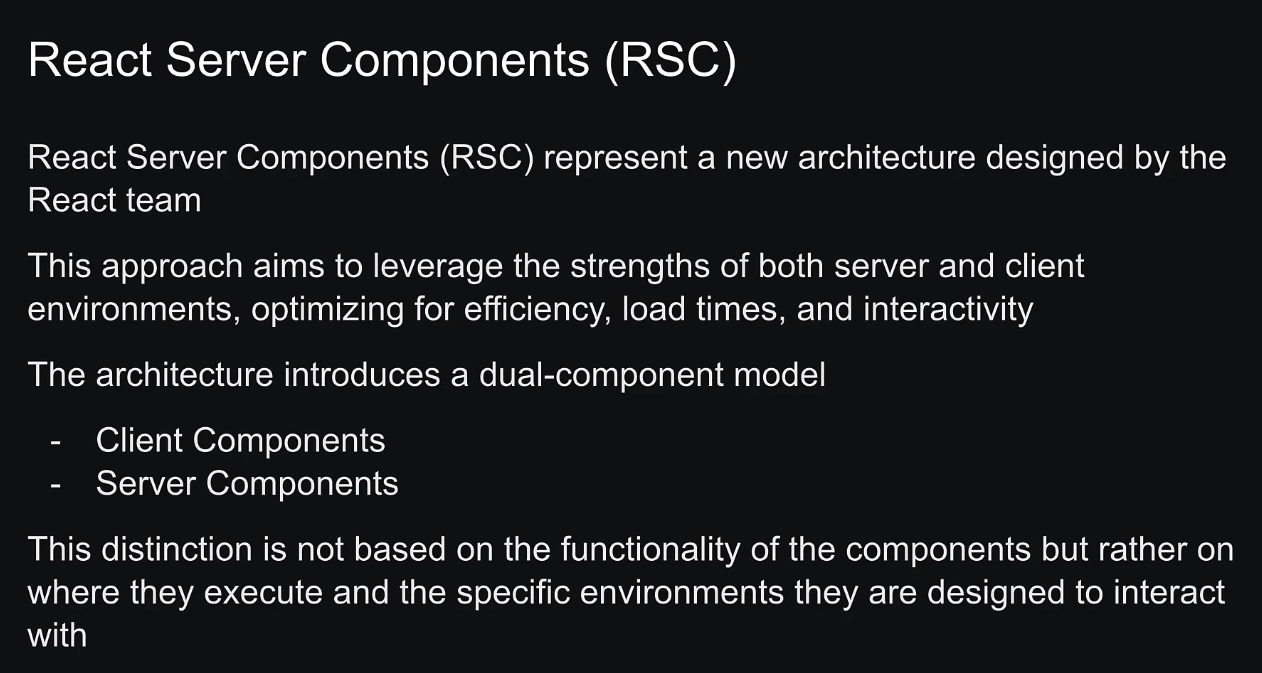 React Server Components (RSC)
React Server Components (RSC) represent a new architecture designed by the
React team
This approach aims to leverage the strengths of both server and client
environments, optimizing for efficiency, load times, and interactivity
The architecture introduces a dual-component model
- Client Components
- Server Components
This distinction is not based on the functionality of the components but rather on
where they execute and the specific environments they are designed to interact
with